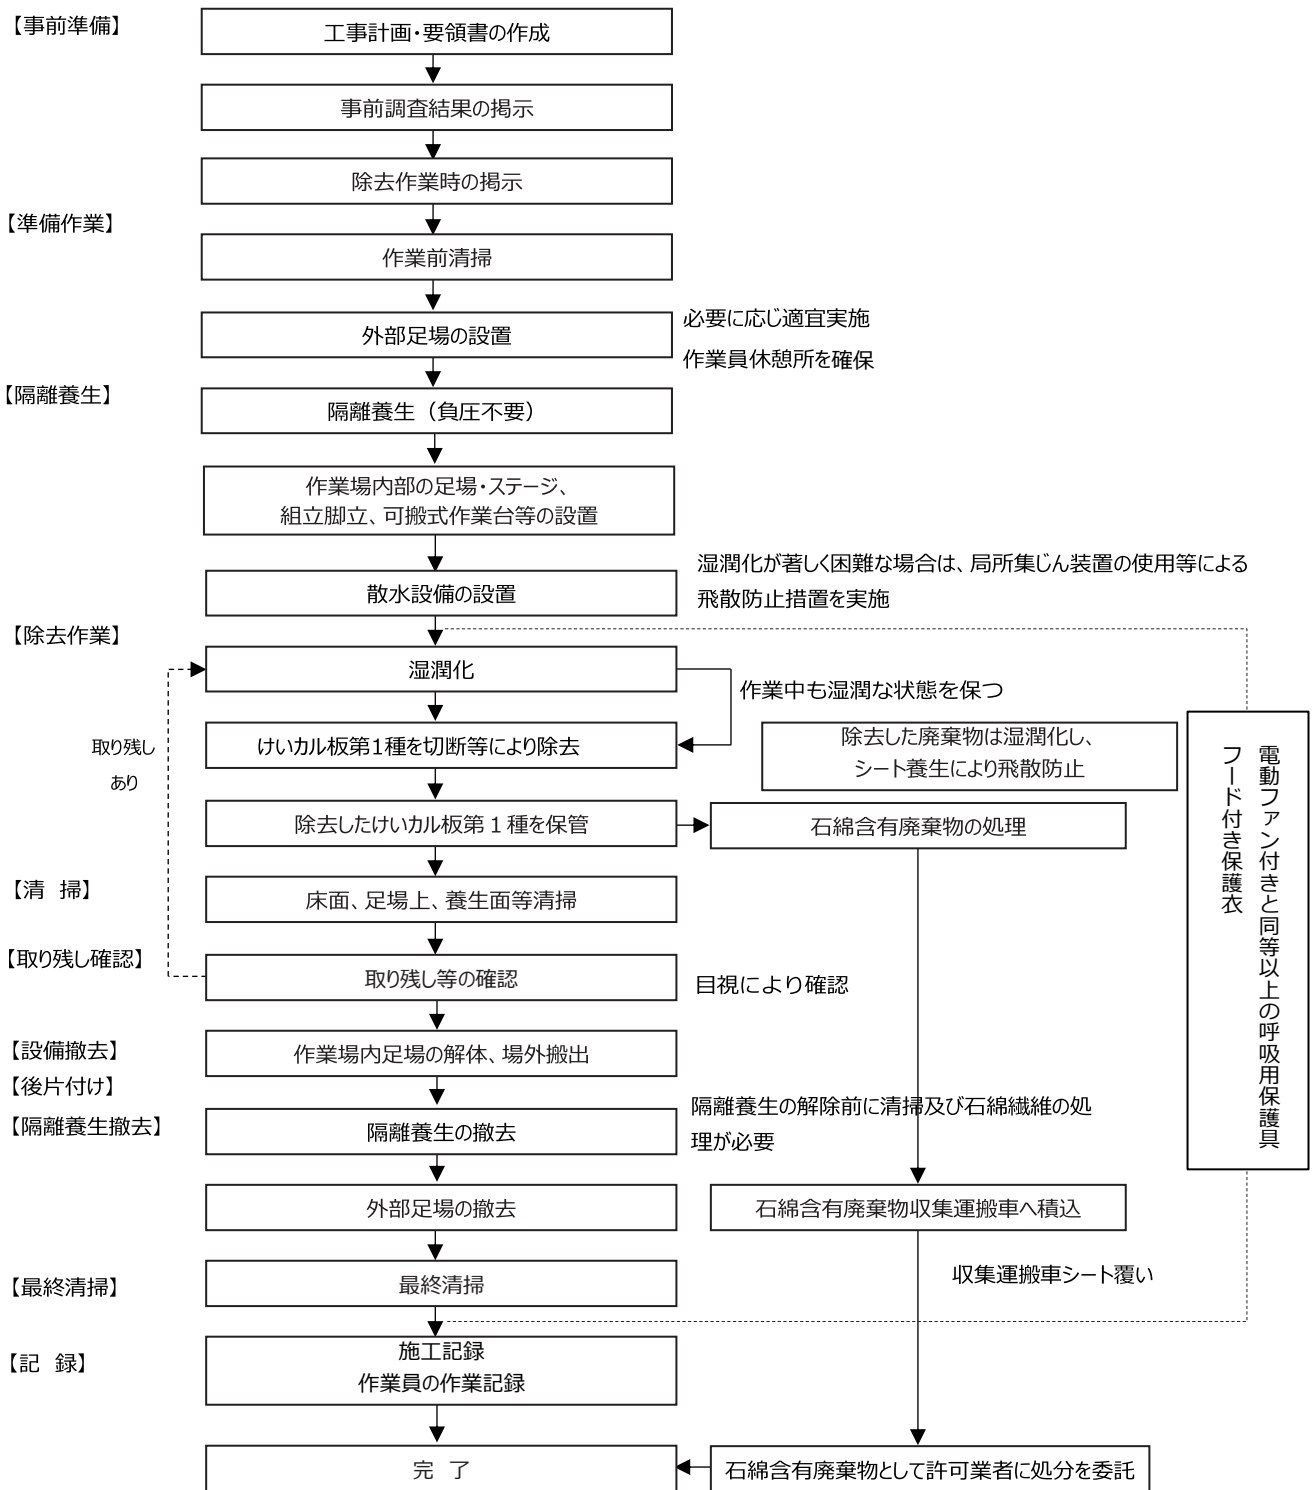 【事前準備】
工事計画・要領書の作成
事前調査結果の掲示
除去作業時の掲示
【準備作業】
作業前清掃
外部足場の設置
必要に応じ適宜実施
作業員休憩所を確保
【隔離養生】
隔離養生（負圧不要）
作業場内部の足場・ステージ、
組立脚立、可搬式作業台等の設置
散水設備の設置
湿潤化が著しく困難な場合は、局所集じん装置の使用等による
飛散防止措置を実施
【除去作業】
湿潤化
作業中も湿潤な状態を保つ
けいカル板第1種を切断等により除去
取り残し
あり
除去した廃棄物は湿潤化し、
シート養生により飛散防止
電動ファン付きと同等以上の呼吸用保護具
フード付き保護衣
除去したけいカル板第１種を保管
石綿含有廃棄物の処理
【清　掃】
床面、足場上、養生面等清掃
【取り残し確認】
取り残し等の確認
目視により確認
【設備撤去】
作業場内足場の解体、場外搬出
【後片付け】
【隔離養生撤去】
隔離養生の撤去
隔離養生の解除前に清掃及び石綿繊維の処
理が必要
外部足場の撤去
石綿含有廃棄物収集運搬車へ積込
【最終清掃】
最終清掃
収集運搬車シート覆い
【記　録】
施工記録
作業員の作業記録
完　了
石綿含有廃棄物として許可業者に処分を委託